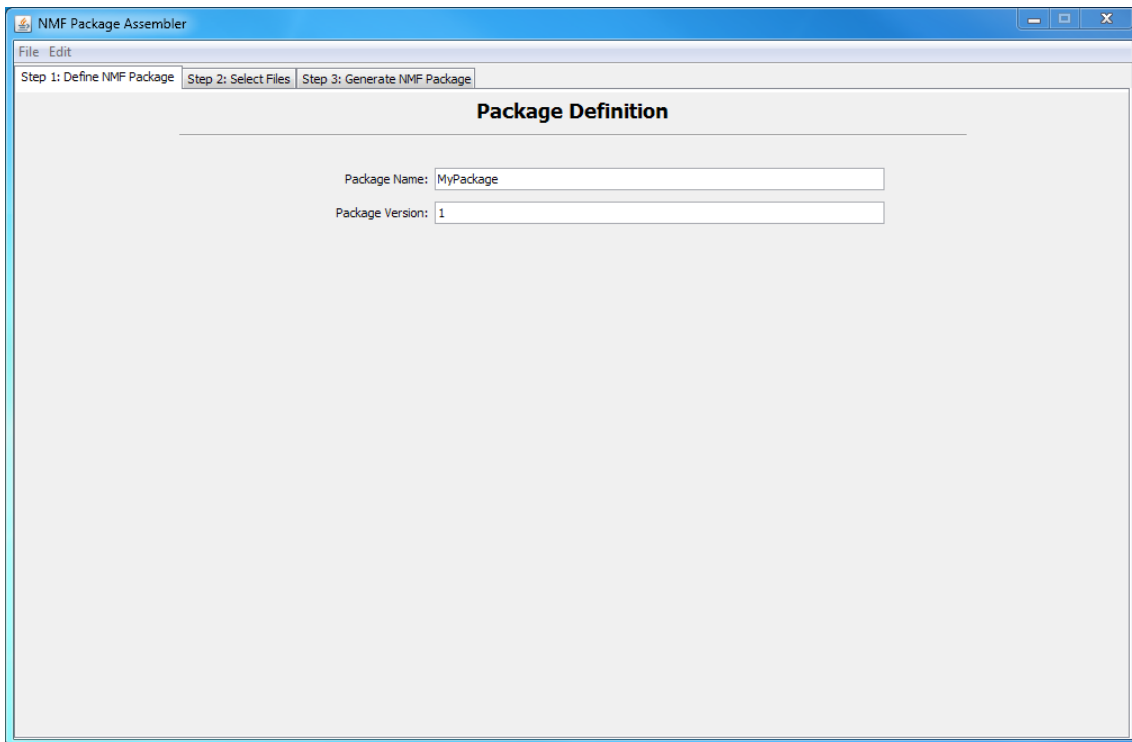 NMF Package Assembler
File Edit
Step 1: Define NMF Package Step 2: Select Files Step 3: Generate NMF Package
Package Definition
Package Name: MyPackage
Package Version: 1